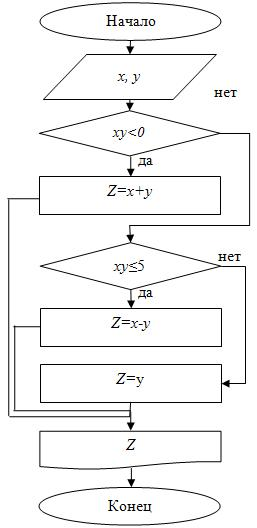 Начало
x, y
нет
xy<0
да
Z=x+y
xy≤5
нет
да
Z=x-y
Z=y
Z
Конец